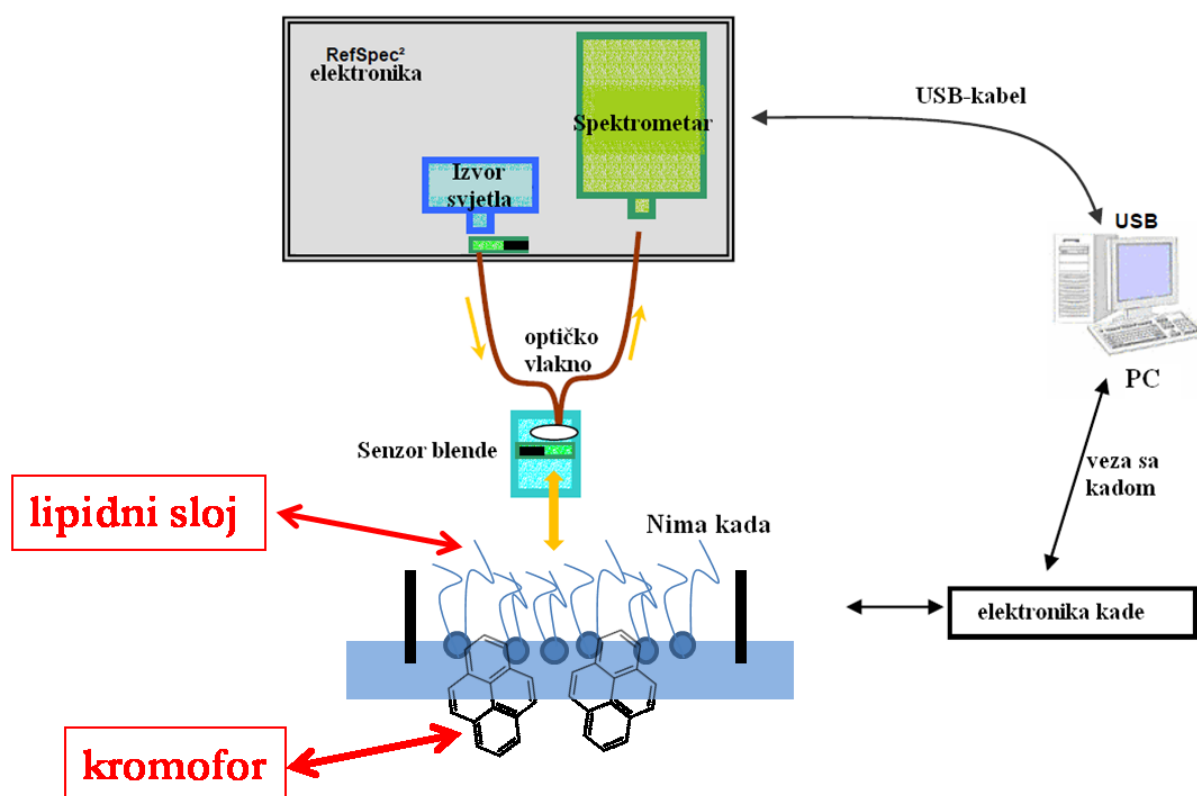 RefSpec²
elektronika
Spektrometar
Izvor
svjetla
USB-kabel
USB
PC
optičko
vlakno
Senzor blende
veza sa
kadom
lipidni sloj
Nima kada
elektronika kade
kromofor